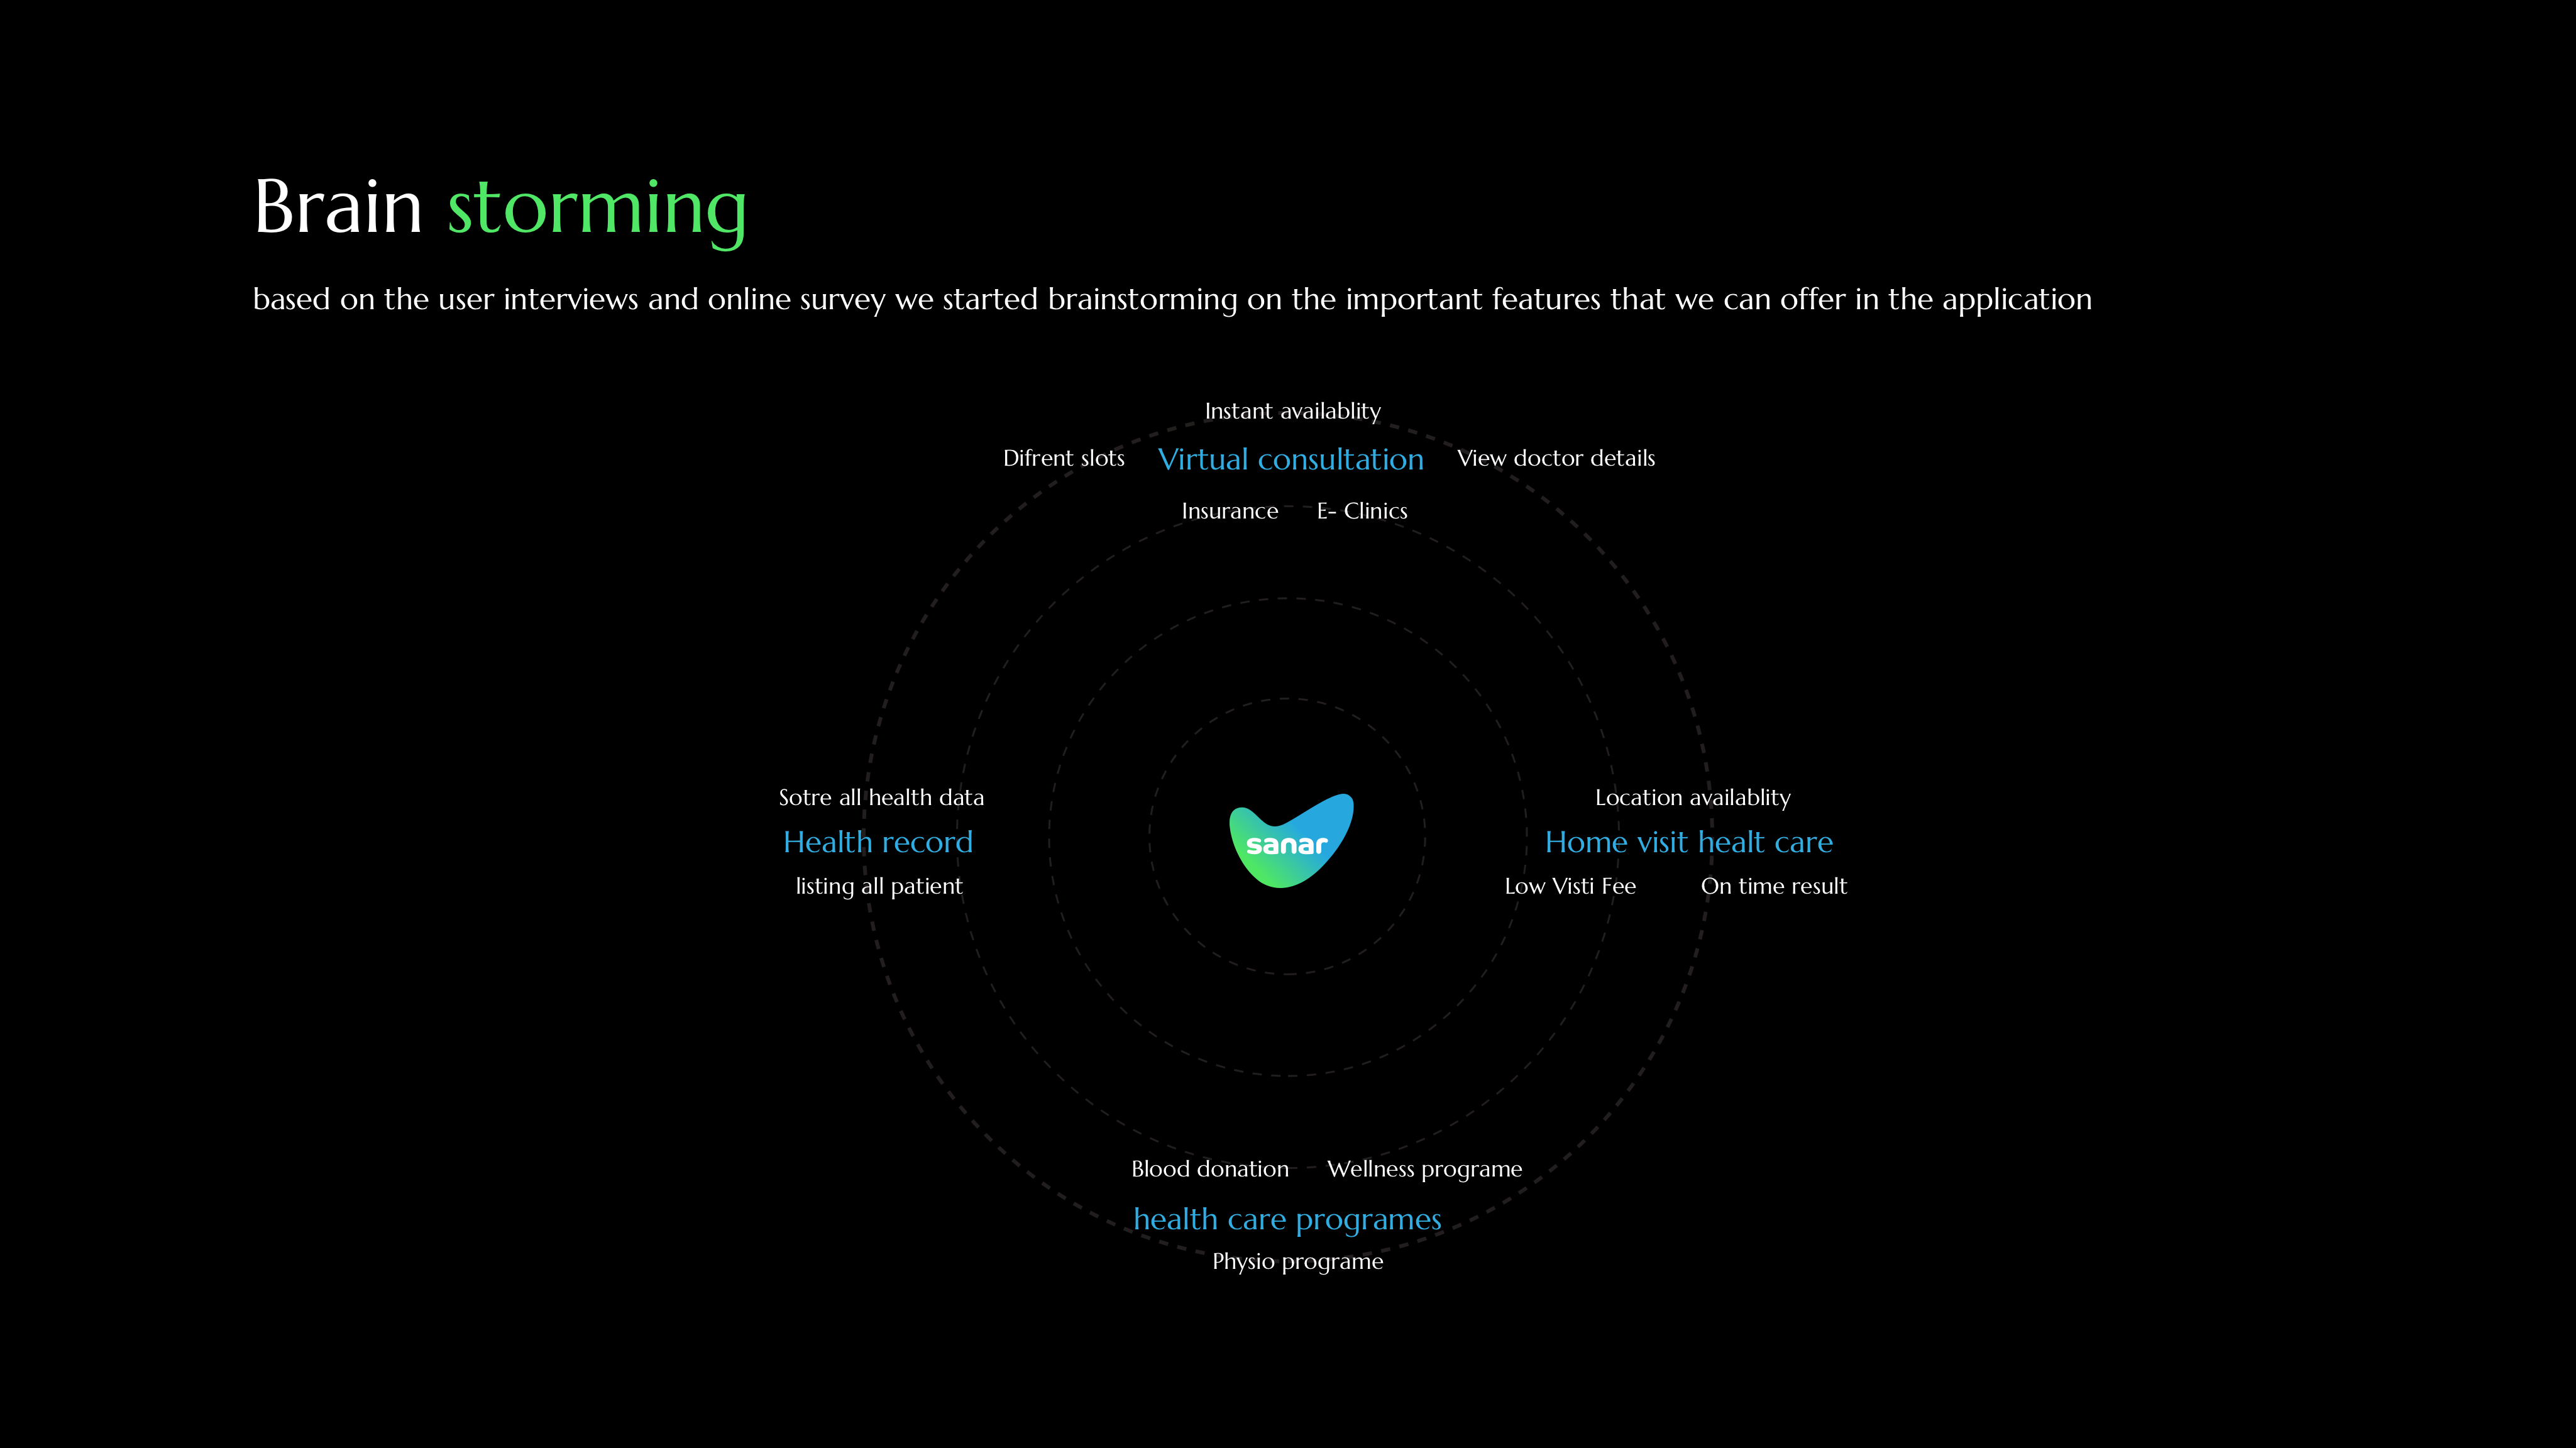 Brain storming
based on the user interviews and online survey we started brainstorming on the important features that we can offer in the application
Instant availablity
Difrent slots
Virtual consultation
View doctor details
Insurance
E- Clinics
Sotre all health data
Health record
listing all patient
sanar
Location availablity
Home visit healt care
Low Visti Fee
On time result
Blood donation
Wellness programe
health care programes
Physio programe